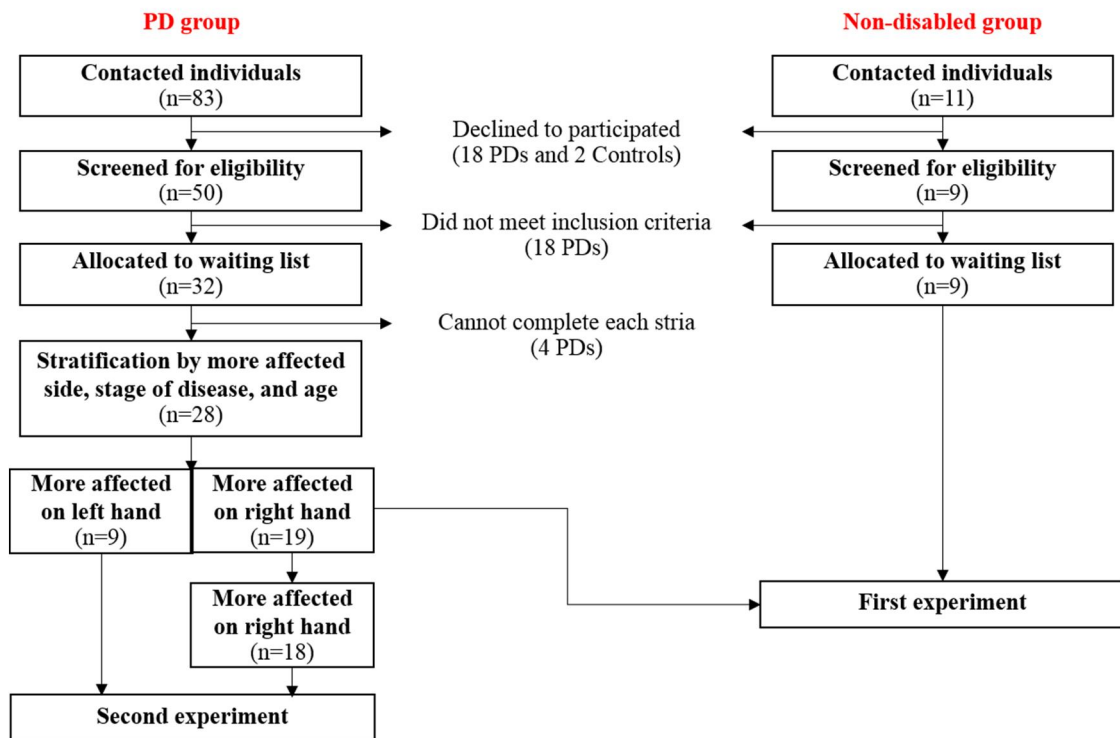 PD group
Non-disabled group
Contacted individuals
(n=83)
Contacted individuals
(n=11)
Declined to participated
(18 PDs and 2 Controls)
Screened for eligibility
(n=50)
Screened for eligibility
(n=9)
Did not meet inclusion criteria
(18 PDs)
Allocated to waiting list
(n=32)
Allocated to waiting list
(n=9)
Cannot complete each stria
(4 PDs)
Stratification by more affected
side, stage of disease, and age
(n=28)
More affected
on left hand
(n=9)
More affected
on right hand
(n=19)
First experiment
More affected
on right hand
(n=18)
Second experiment